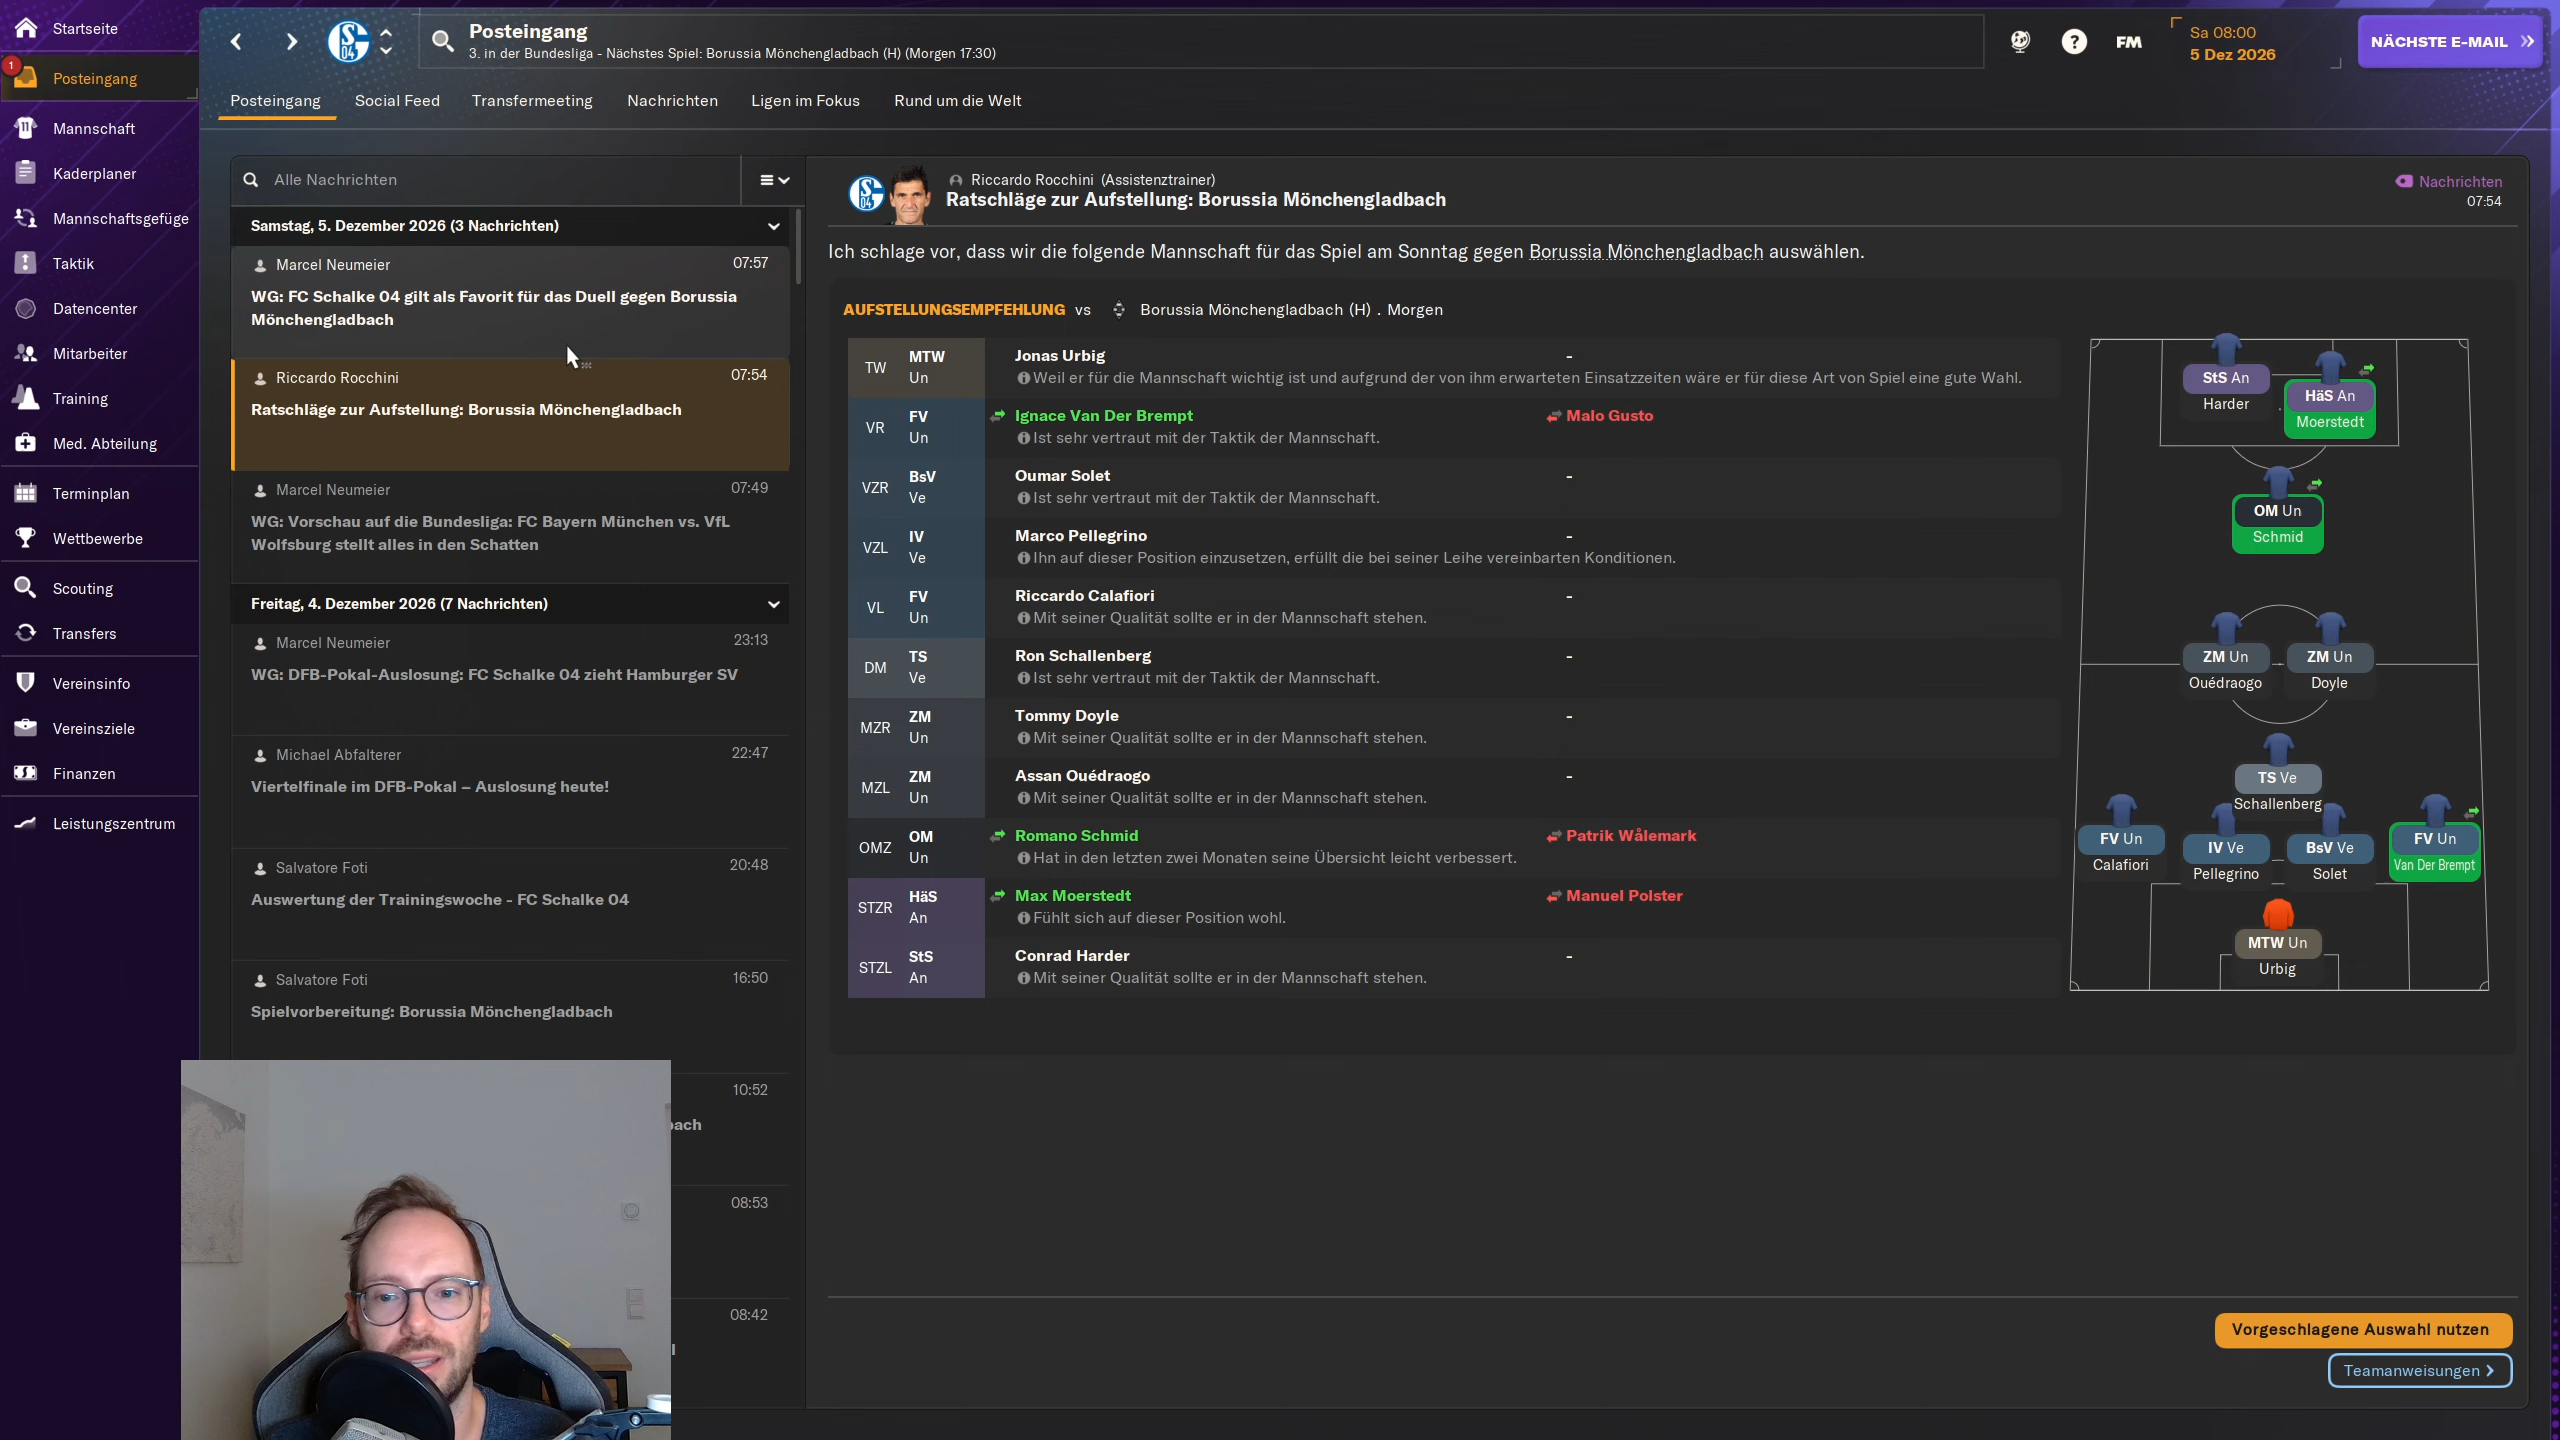 Startseite
1
Posteingang
Mannschaft
Kaderplaner
Mannschaftsgefüge
Taktik
Datencenter
Mitarbeiter
Training
Med. Abteilung
Terminplan
Wettbewerbe
Scouting
Transfers
Vereinsinfo
Vereinsziele
Finanzen
Leistungszentrum
Posteingang
3. in der Bundesliga - Nächstes Spiel: Borussia Mönchengladbach (H) (Morgen 17:30)
FM
Sa 08:00
5 Dez 2026
NÄCHSTE E-MAIL
Posteingang Social Feed Transfermeeting Nachrichten Ligen im Fokus Rund um die Welt
Alle Nachrichten
Samstag, 5. Dezember 2026 (3 Nachrichten)
Marcel Neumeier 07:57
WG: FC Schalke 04 gilt als Favorit für das Duell gegen Borussia
Mönchengladbach
Riccardo Rocchini 07:54
Ratschläge zur Aufstellung: Borussia Mönchengladbach
Marcel Neumeier 07:49
WG: Vorschau auf die Bundesliga: FC Bayern München vs. VfL
Wolfsburg stellt alles in den Schatten
Freitag, 4. Dezember 2026 (7 Nachrichten)
Marcel Neumeier 23:13
WG: DFB-Pokal-Auslosung: FC Schalke 04 zieht Hamburger SV
Michael Abfalterer 22:47
Viertelfinale im DFB-Pokal – Auslosung heute!
Salvatore Foti 20:48
Auswertung der Trainingswoche - FC Schalke 04
Salvatore Foti 16:50
Spielvorbereitung: Borussia Mönchengladbach
10:52
08:53
08:42
Riccardo Rocchini (Assistenztrainer)
Ratschläge zur Aufstellung: Borussia Mönchengladbach
Nachrichten
07:54
Ich schlage vor, dass wir die folgende Mannschaft für das Spiel am Sonntag gegen Borussia Mönchengladbach auswählen.
AUFSTELLUNGSEMPFEHLUNG vs Borussia Mönchengladbach (H) . Morgen
TW MTW Un Jonas Urbig -
Weil er für die Mannschaft wichtig ist und aufgrund der von ihm erwarteten Einsatzzeiten wäre er für diese Art von Spiel eine gute Wahl.
VR FV Un Ignace Van Der Brempt Malo Gusto
Ist sehr vertraut mit der Taktik der Mannschaft.
VZR BsV Ve Oumar Solet -
Ist sehr vertraut mit der Taktik der Mannschaft.
VZL IV Ve Marco Pellegrino -
Ihn auf dieser Position einzusetzen, erfüllt die bei seiner Leihe vereinbarten Konditionen.
VL FV Un Riccardo Calafiori -
Mit seiner Qualität sollte er in der Mannschaft stehen.
DM TS Ve Ron Schallenberg -
Ist sehr vertraut mit der Taktik der Mannschaft.
MZR ZM Un Tommy Doyle -
Mit seiner Qualität sollte er in der Mannschaft stehen.
MZL ZM Un Assan Ouédraogo -
Mit seiner Qualität sollte er in der Mannschaft stehen.
OMZ OM Un Romano Schmid Patrik Wålemark
Hat in den letzten zwei Monaten seine Übersicht leicht verbessert.
STZR HäS An Max Moerstedt Manuel Polster
Fühlt sich auf dieser Position wohl.
STZL StS An Conrad Harder -
Mit seiner Qualität sollte er in der Mannschaft stehen.
StS An
Harder
HäS An
Moerstedt
OM Un
Schmid
ZM Un
Ouédraogo
ZM Un
Doyle
TS Ve
Schallenberg
FV Un
Calafiori
IV Ve
Pellegrino
BsV Ve
Solet
FV Un
Van Der Brempt
MTW Un
Urbig
Vorgeschlagene Auswahl nutzen
Teamanweisungen